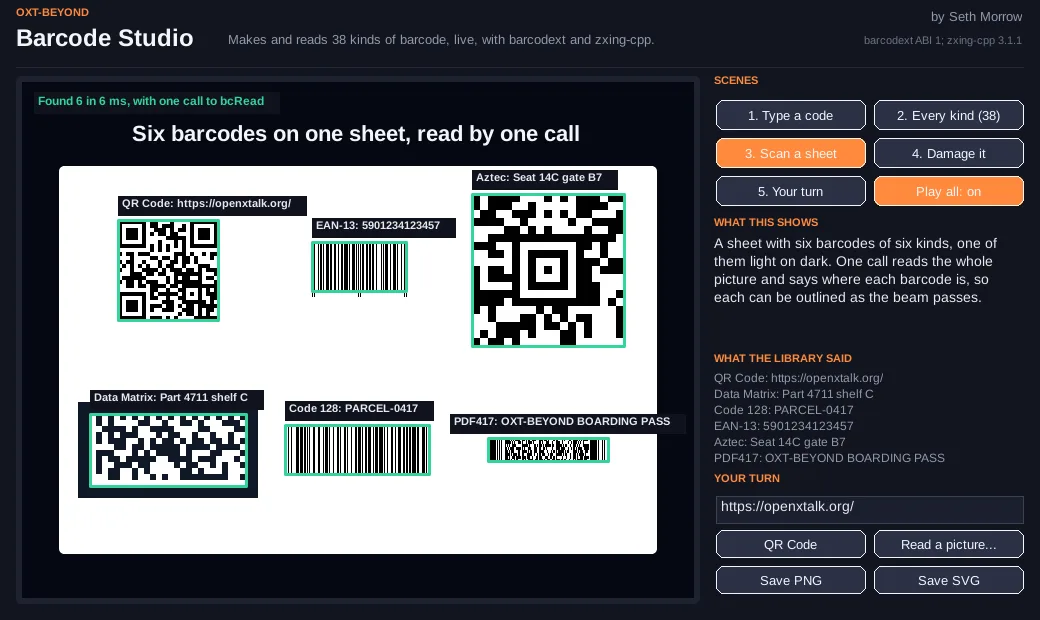 OXT-BEYOND
Barcode Studio
Makes and reads 38 kinds of barcode, live, with barcodext and zxing-cpp.
by Seth Morrow
barcodext ABI 1; zxing-cpp 3.1.1
Found 6 in 6 ms, with one call to bcRead
Six barcodes on one sheet, read by one call
Aztec: Seat 14C gate B7
QR Code: https://openxtalk.org/
EAN-13: 5901234123457
Data Matrix: Part 4711 shelf C
Code 128: PARCEL-0417
PDF417: OXT-BEYOND BOARDING PASS
SCENES
1. Type a code
2. Every kind (38)
3. Scan a sheet
4. Damage it
5. Your turn
Play all: on
WHAT THIS SHOWS
A sheet with six barcodes of six kinds, one of
them light on dark. One call reads the whole
picture and says where each barcode is, so
each can be outlined as the beam passes.
WHAT THE LIBRARY SAID
QR Code: https://openxtalk.org/
Data Matrix: Part 4711 shelf C
Code 128: PARCEL-0417
EAN-13: 5901234123457
Aztec: Seat 14C gate B7
PDF417: OXT-BEYOND BOARDING PASS
YOUR TURN
https://openxtalk.org/
QR Code
Read a picture...
Save PNG
Save SVG